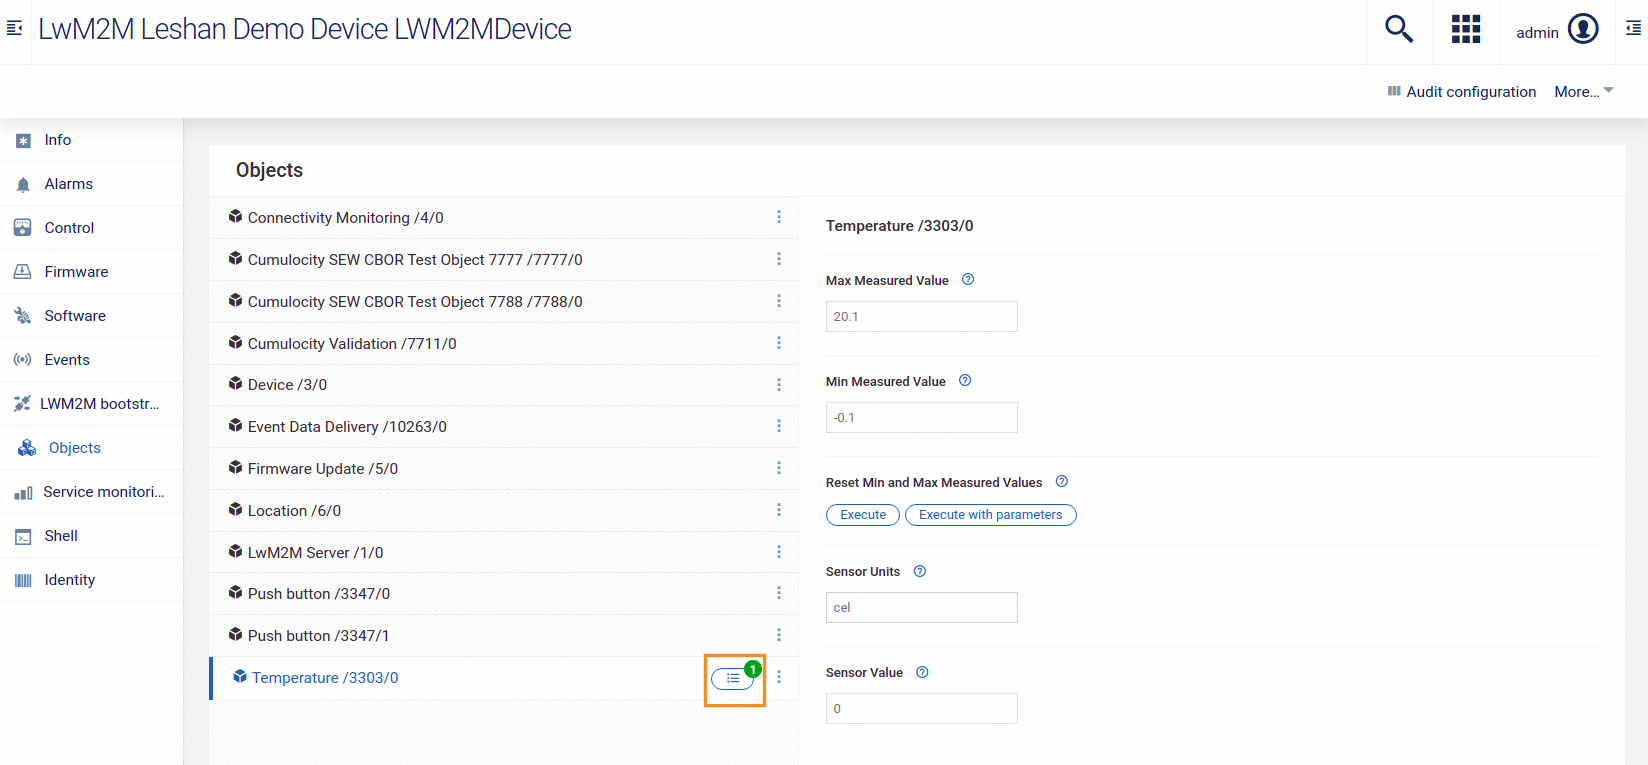 LwM2M Leshan Demo Device LWM2MDevice
admin
Audit configuration
More...
Info
Alarms
Control
Firmware
Software
Events
LWM2M bootstr...
Objects
Service monitori...
Shell
Identity
Objects
Connectivity Monitoring /4/0
Cumulocity SEW CBOR Test Object 7777 /7777/0
Cumulocity SEW CBOR Test Object 7788 /7788/0
Cumulocity Validation /7711/0
Device /3/0
Event Data Delivery /10263/0
Firmware Update /5/0
Location /6/0
LwM2M Server /1/0
Push button /3347/0
Push button /3347/1
Temperature /3303/0
1
Temperature /3303/0
Max Measured Value
20.1
Min Measured Value
-0.1
Reset Min and Max Measured Values
Execute
Execute with parameters
Sensor Units
cel
Sensor Value
0